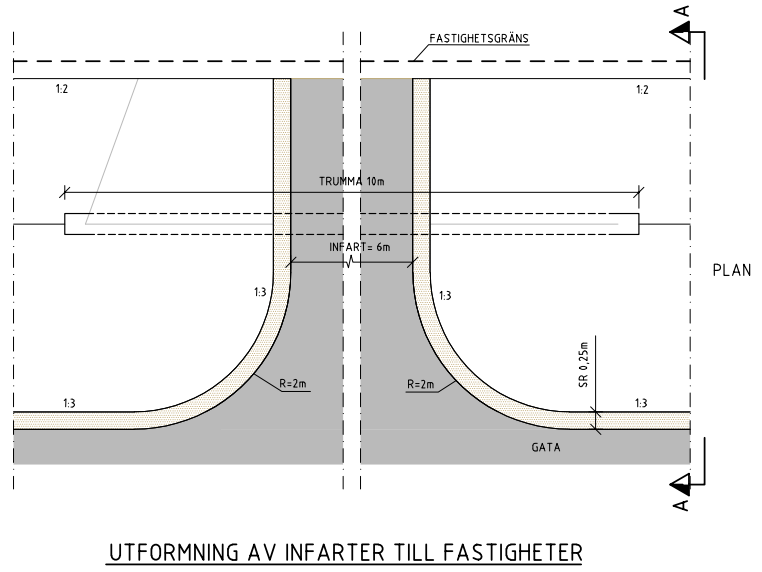 A
FASTIGHETSGRÄNS
1:2
1:2
TRUMMA 10m
INFART= 6m
PLAN
1:3
1:3
SR 0,25m
R=2m
R=2m
1:3
1:3
GATA
A
UTFORMNING AV INFARTER TILL FASTIGHETER